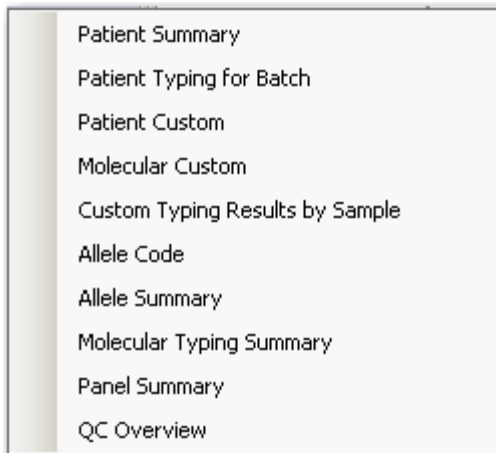 Patient Summary
Patient Typing for Batch
Patient Custom
Molecular Custom
Custom Typing Results by Sample
Allele Code
Allele Summary
Molecular Typing Summary
Panel Summary
QC Overview